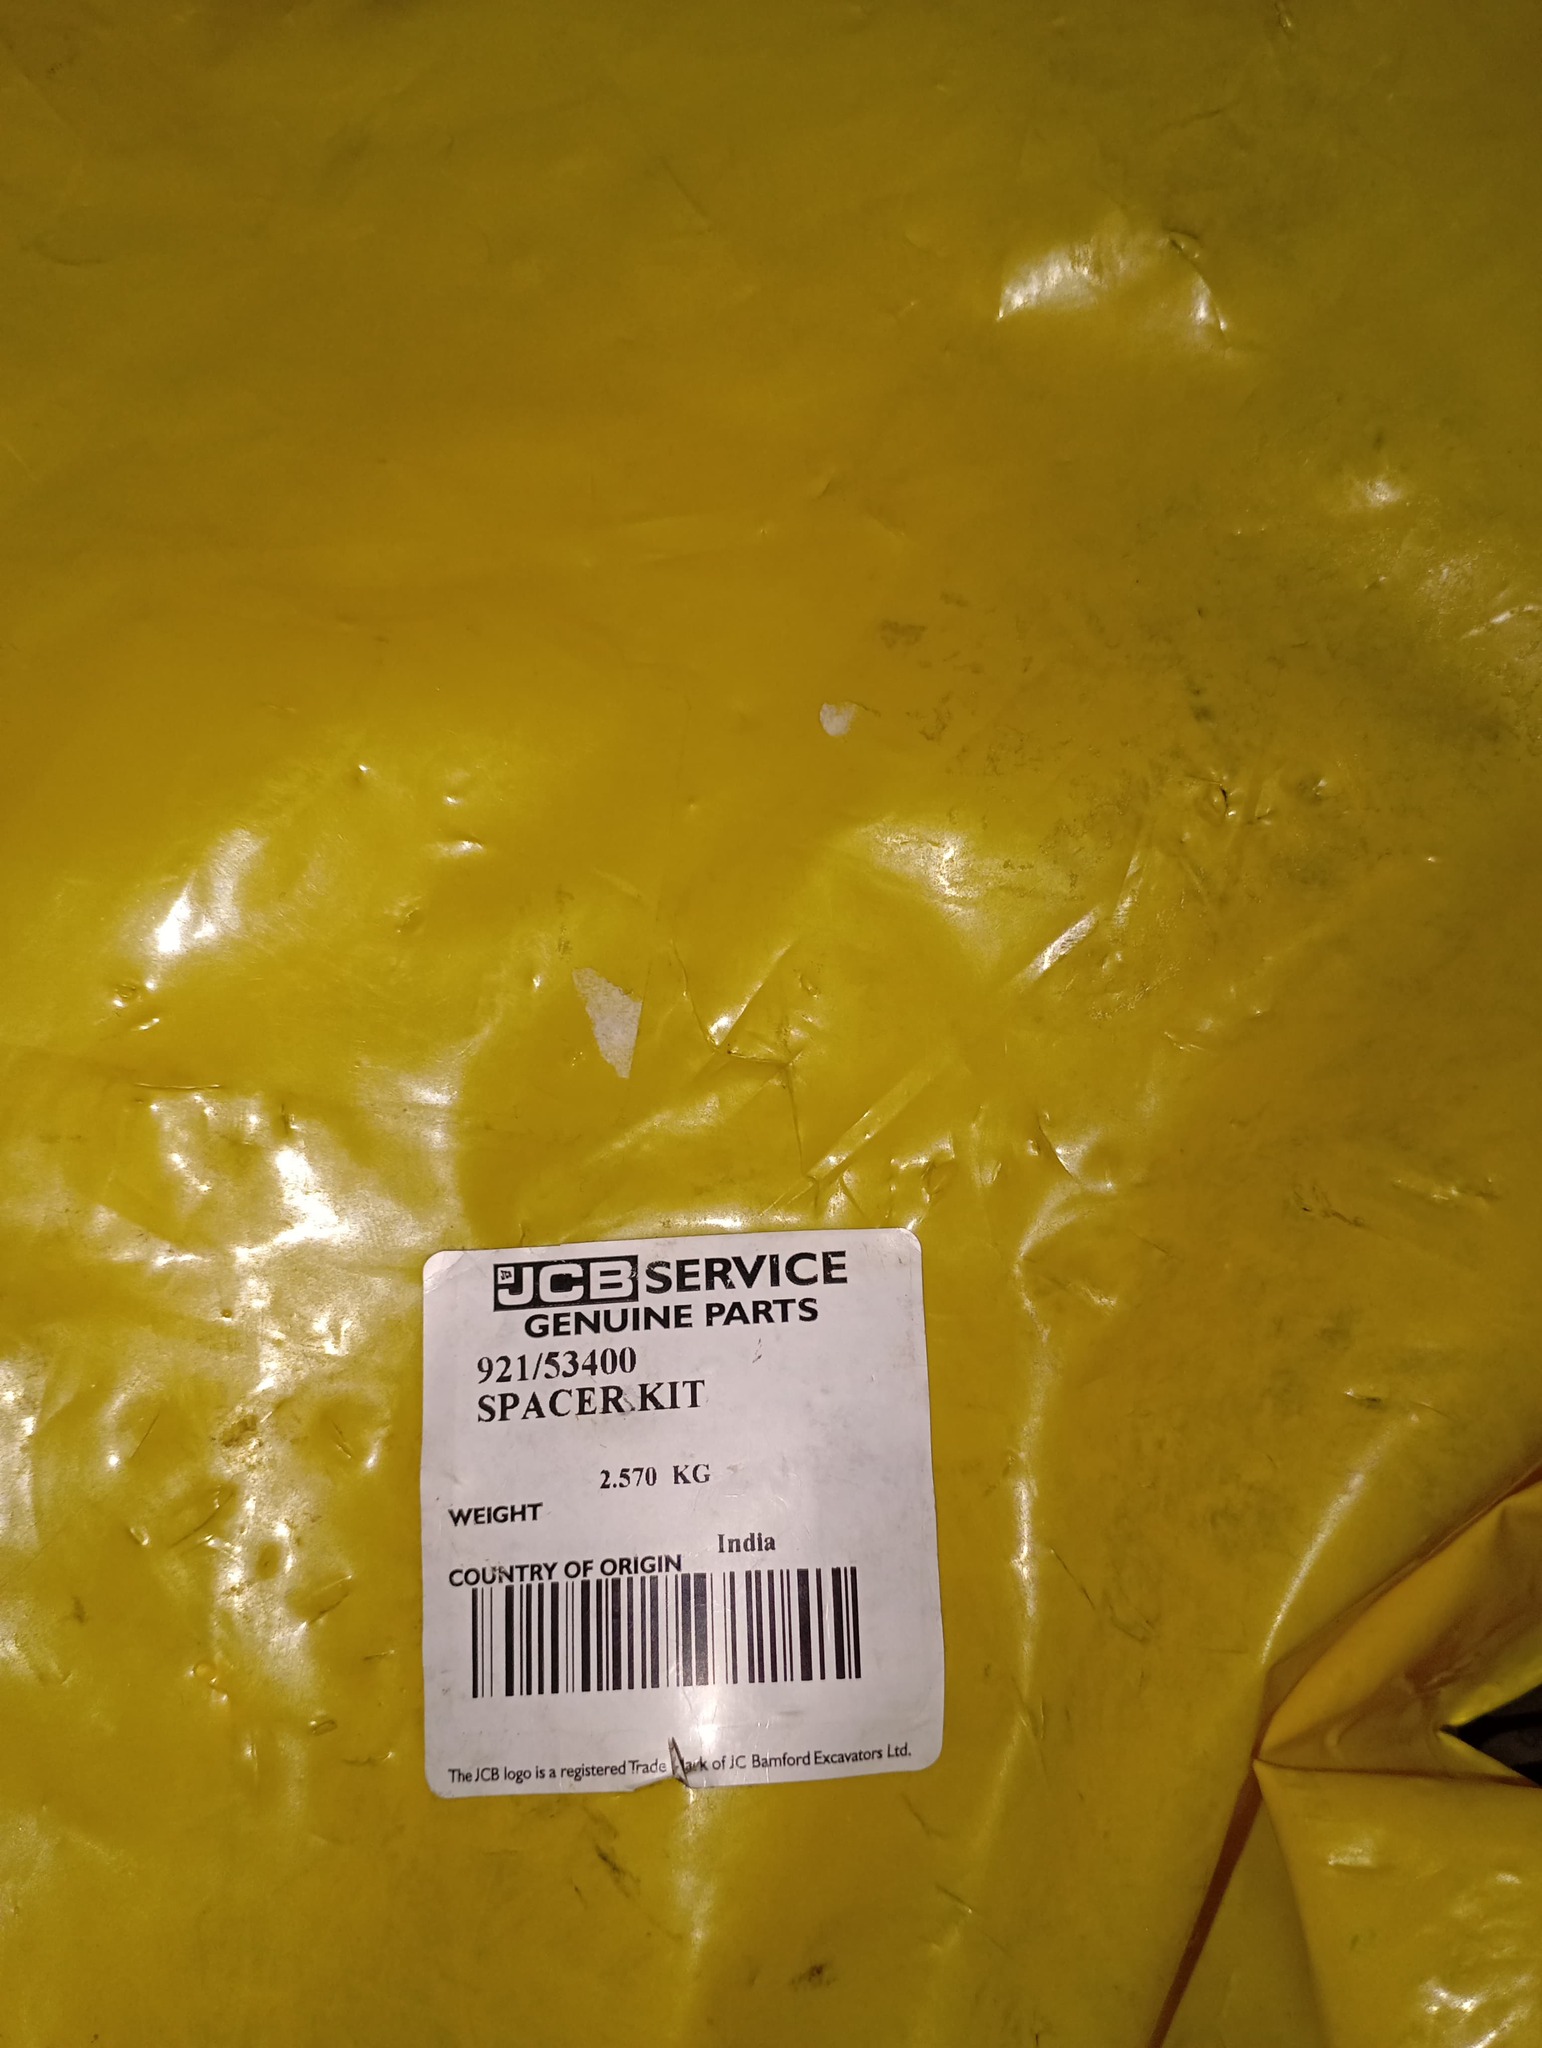 JCB SERVICE
GENUINE PARTS
921/53400
SPACER KIT
2.570 KG
WEIGHT
India
COUNTRY OF ORIGIN
The JCB logo is a registered Trade Mark of JC Bamford Excavators Ltd.